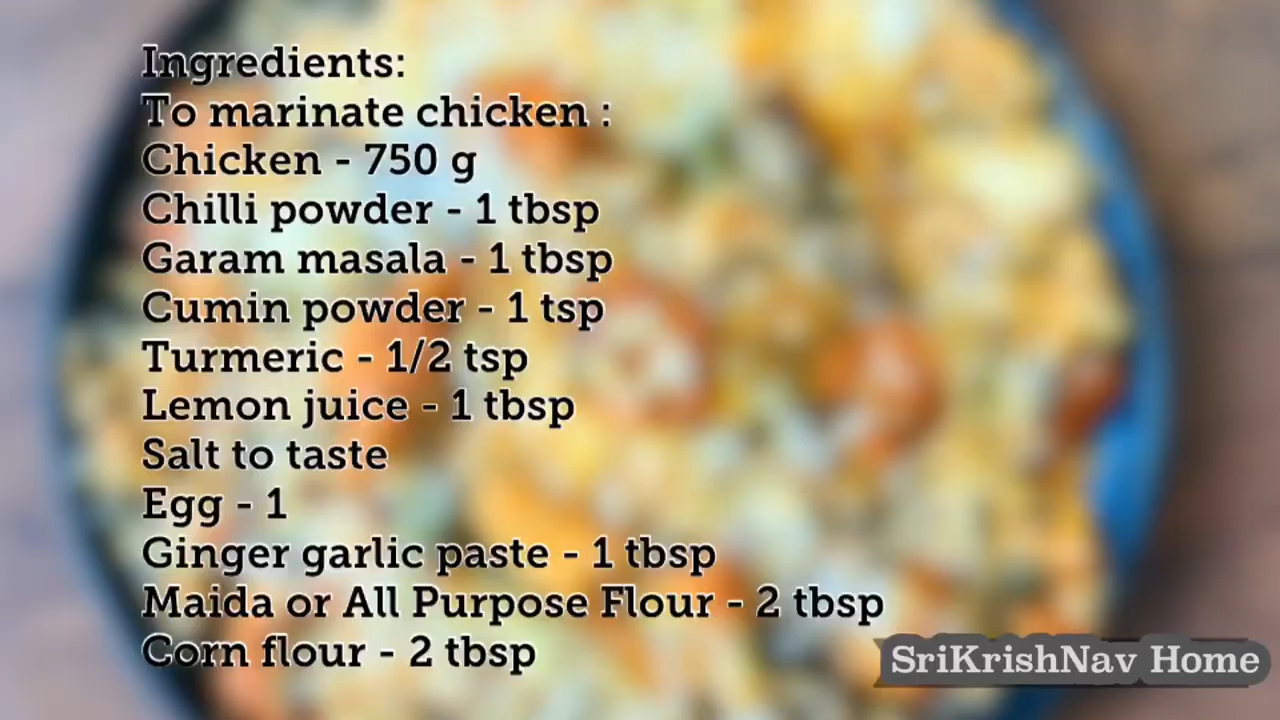 Ingredients:
To marinate chicken :
Chicken - 750 g
Chilli powder - 1 tbsp
Garam masala - 1 tbsp
Cumin powder - 1 tsp
Turmeric - 1/2 tsp
Lemon juice - 1 tbsp
Salt to taste
Egg - 1
Ginger garlic paste - 1 tbsp
Maida or All Purpose Flour - 2 tbsp
Corn flour - 2 tbsp
SriKrishNav Home